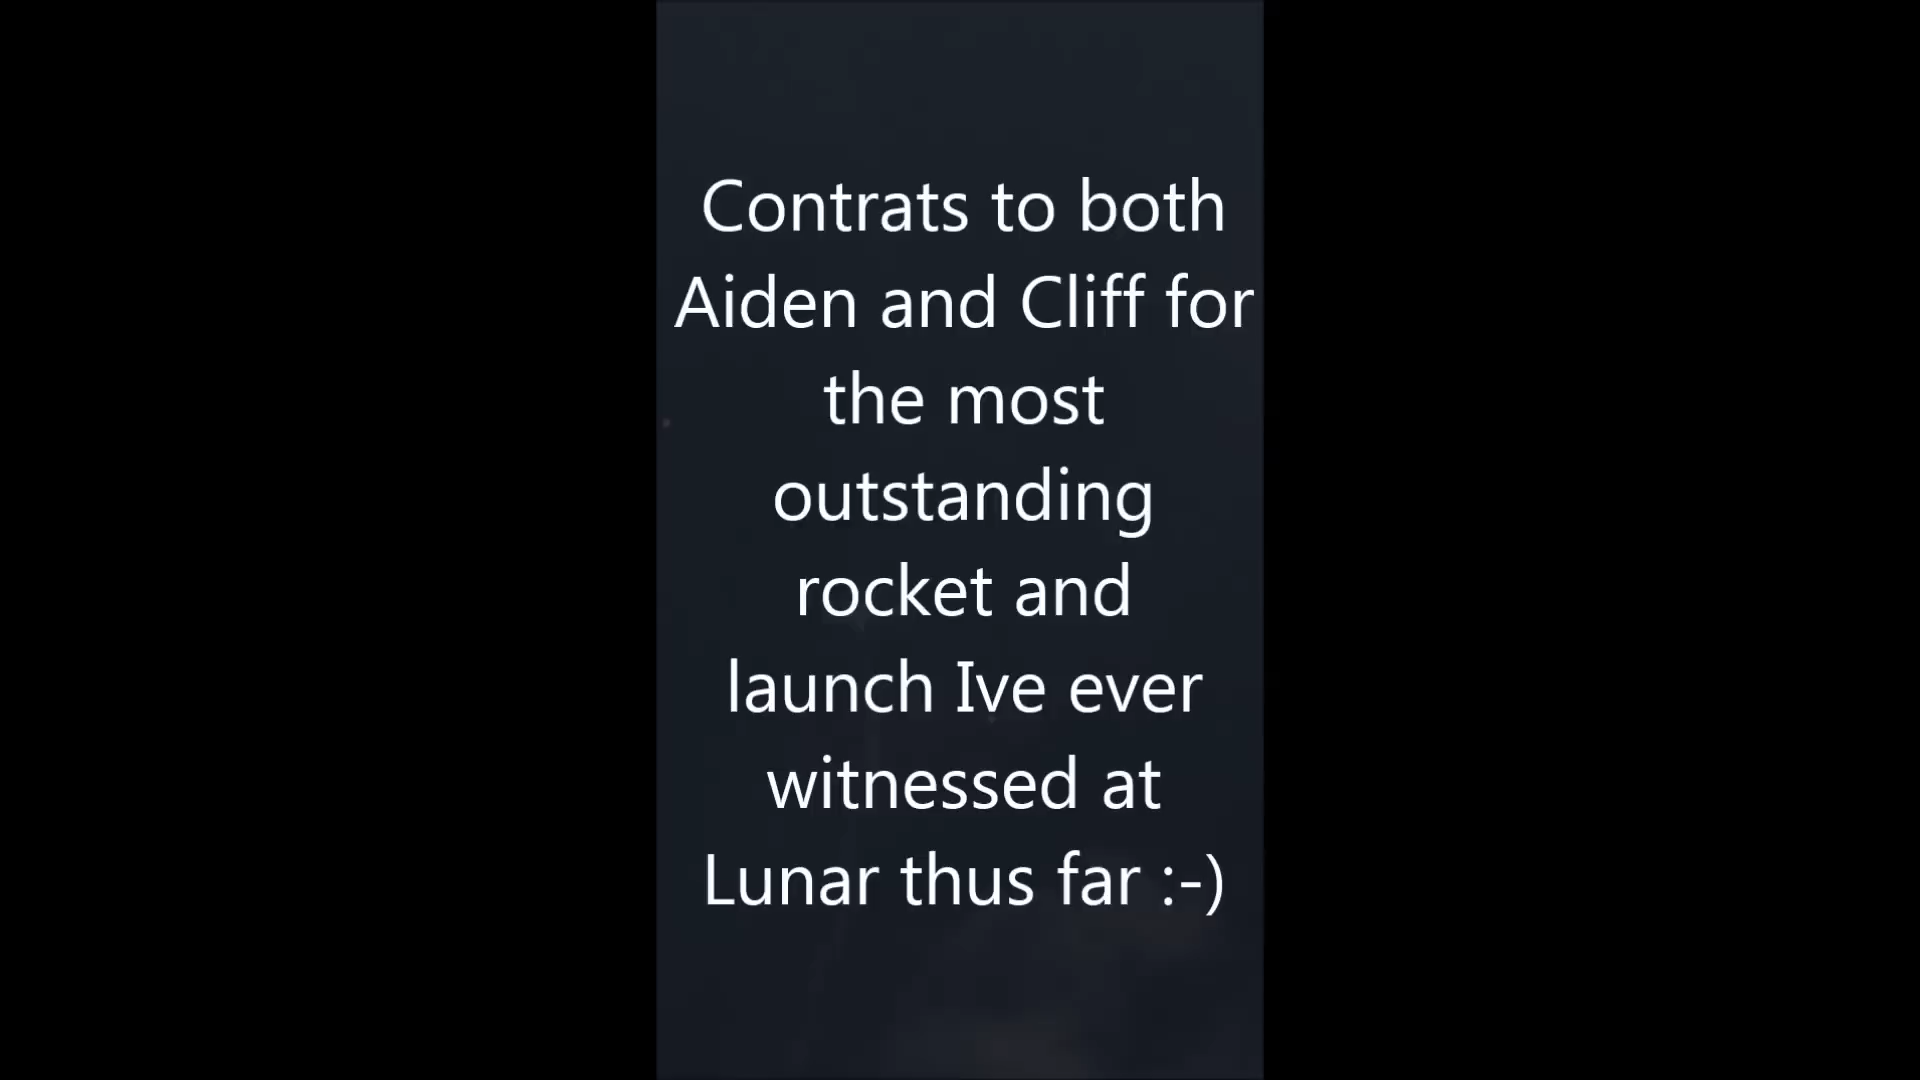 Contrats to both
Aiden and Cliff for
the most
outstanding
rocket and
launch Ive ever
witnessed at
Lunar thus far :-)